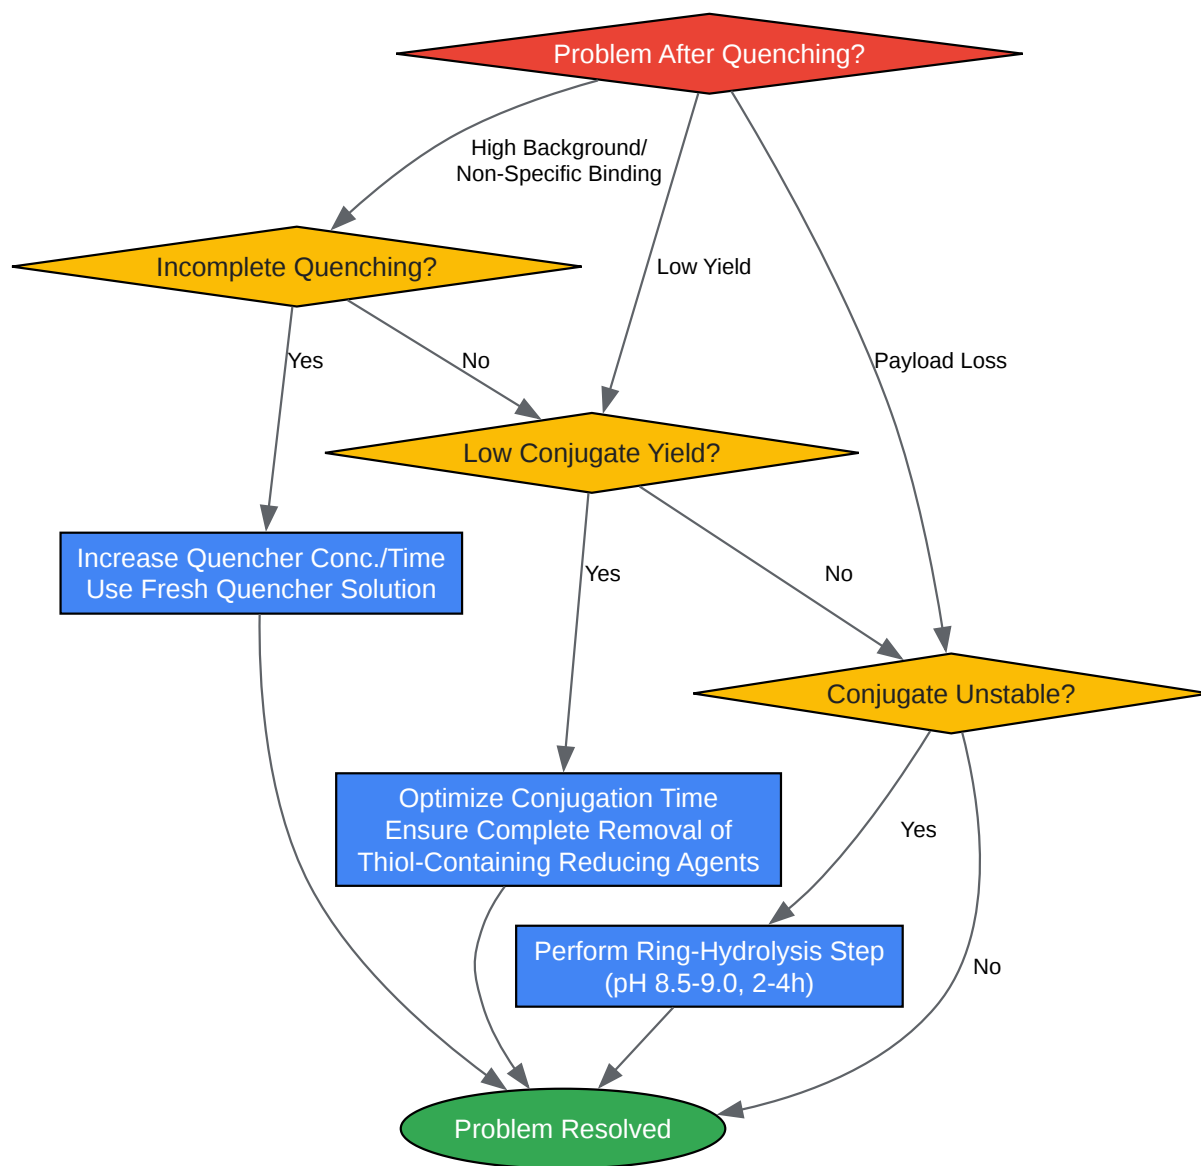 Problem After Quenching?
High Background/
Non-Specific Binding
Incomplete Quenching?
Low Yield
Yes
No
Payload Loss
Low Conjugate Yield?
Increase Quencher Conc./Time
Use Fresh Quencher Solution
Yes
No
Conjugate Unstable?
Optimize Conjugation Time
Ensure Complete Removal of
Thiol-Containing Reducing Agents
Yes
Perform Ring-Hydrolysis Step
(pH 8.5-9.0, 2-4h)
No
Problem Resolved